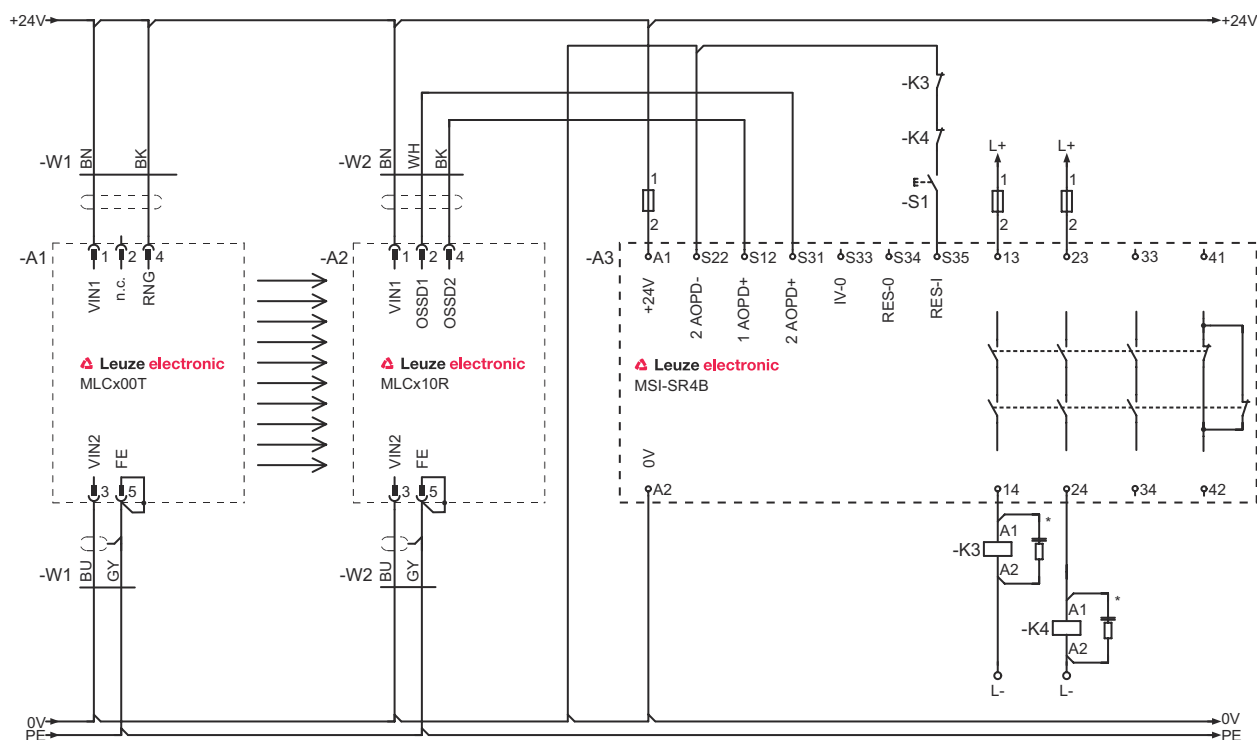 +24V
+24V
-K3
-K4
L+
L+
-W1
BN
BK
-W2
BN
WH
BK
1
2
E
-S1
1
2
1
2
-A1
1
2
4
-A2
1
2
4
-A3
A1
S22
S12
S31
S33
S34
S35
13
23
33
41
VIN1
n.c.
RNG
VIN1
OSSD1
OSSD2
+24V
2 AOPD-
1 AOPD+
2 AOPD+
IV-0
RES-0
RES-I
Leuze electronic
MLCx00T
Leuze electronic
MLCx10R
Leuze electronic
MSI-SR4B
VIN2
FE
VIN2
FE
0V
3
5
3
5
A2
14
24
34
42
-W1
BU
GY
-W2
BU
GY
-K3
A1
A2
*
-K4
A1
A2
*
L-
L-
0V
0V
PE
PE